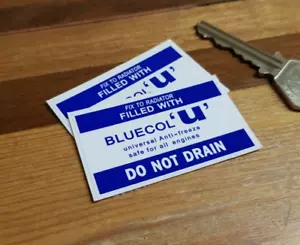 FIX TO RADIATOR
FILLED WITH
'u'
FIX TO RADIATOR
FILLED WITH
BLUECOL 'u'
universal Anti-freeze
safe for all engines
DO NOT DRAIN